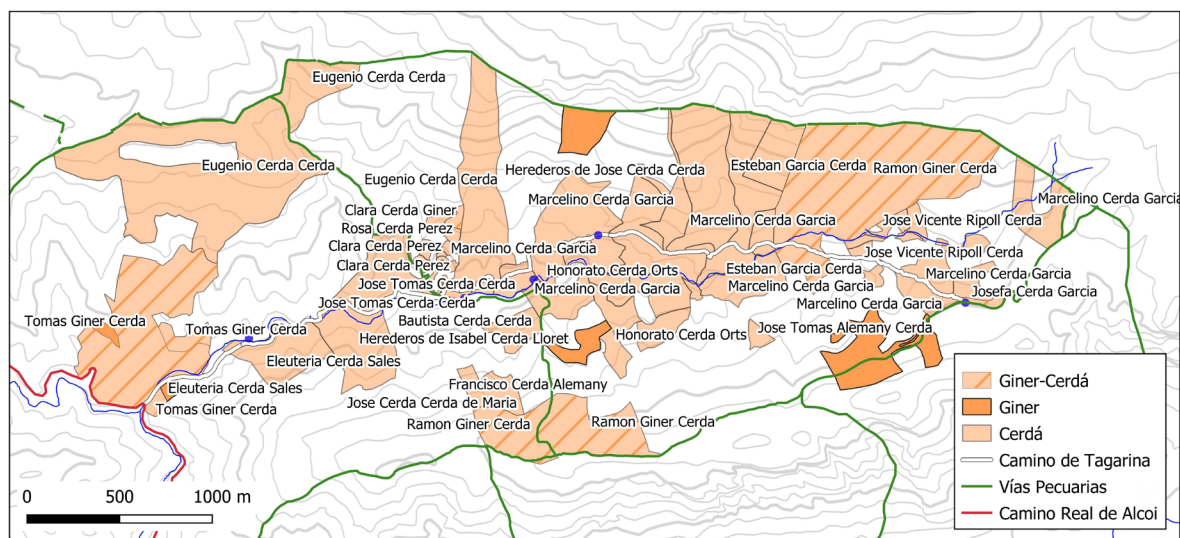 Eugenio Cerda Cerda
Eugenio Cerda Cerda
Eugenio Cerda Cerda
Herederos de Jose Cerda Cerda
Esteban Garcia Cerda
Ramon Giner Cerda
Marcelino Cerda Garcia
Marcelino Cerda Garcia
Clara Cerda Giner
Rosa Cerda Perez
Marcelino Cerda Garcia
Jose Vicente Ripoll Cerda
Clara Cerda Perez
Marcelino Cerda Garcia
Jose Vicente Ripoll Cerda
Clara Cerda Perez
Honorato Cerda Orts
Esteban Garcia Cerda
Marcelino Cerda Garcia
Jose Tomas Cerda Cerda
Marcelino Cerda Garcia
Marcelino Cerda Garcia
Josefa Cerda Garcia
Jose Tomas Cerda Cerda
Marcelino Cerda Garcia
Tomas Giner Cerda
Tomas Giner Cerda
Bautista Cerda Cerda
Jose Tomas Alemany Cerda
Herederos de Isabel Cerda Lloret
Honorato Cerda Orts
Eleuteria Cerda Sales
Eleuteria Cerda Sales
Francisco Cerda Alemany
Tomas Giner Cerda
Jose Cerda Cerda de Maria
Ramon Giner Cerda
Ramon Giner Cerda
Giner-Cerdá
Giner
Cerdá
Camino de Tagarina
Vías Pecuarias
Camino Real de Alcoi
0 500 1000 m